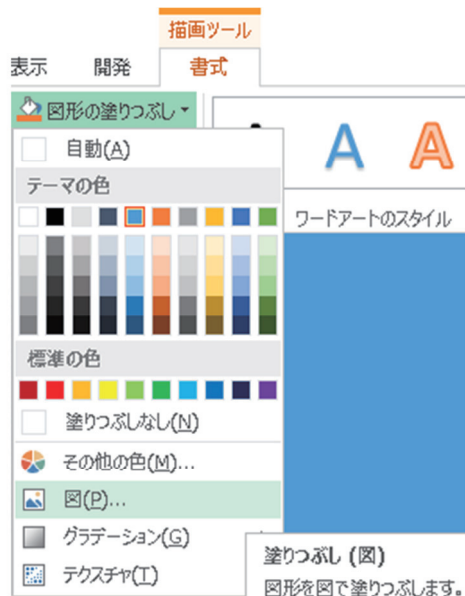 描画ツール
表示 開発 書式
図形の塗りつぶし
A A
自動(A)
テーマの色
ワードアートのスタイル
標準の色
塗りつぶしなし(N)
その他の色(M)...
図(P)...
グラデーション(G)
テクスチャ(T)
塗りつぶし (図)
図形を図で塗りつぶします。